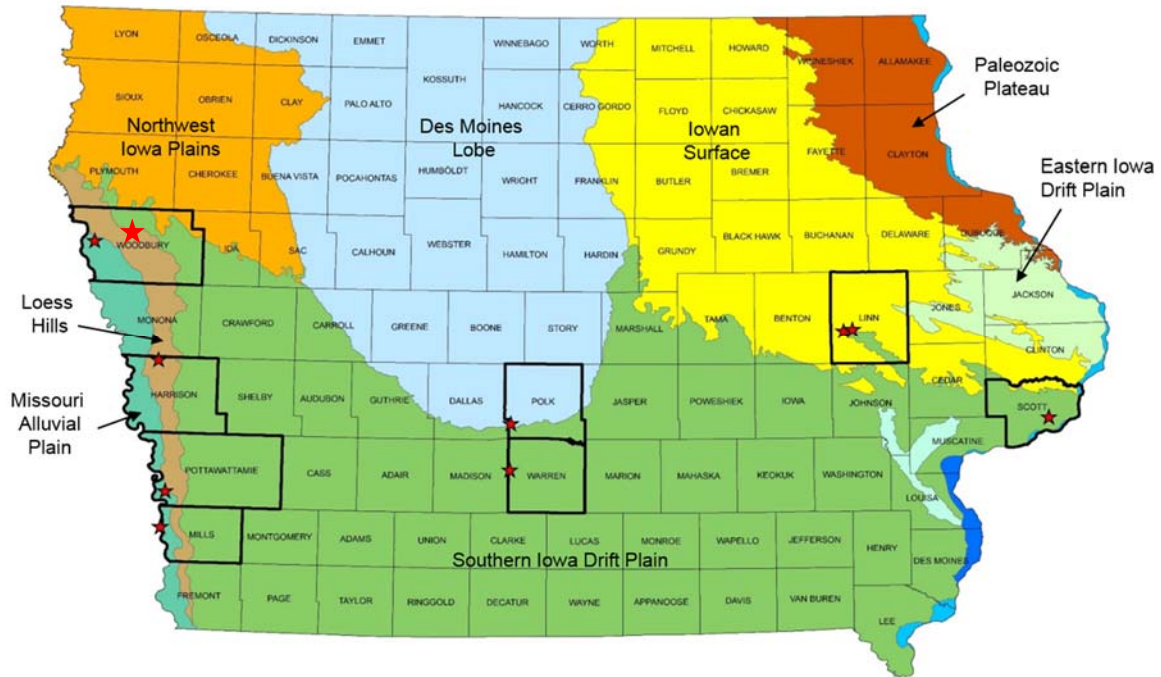 LYON
OSCEOLA
DICKINSON
EMMET
WINNEBAGO
WORTH
MITCHELL
HOWARD
WINNESHIEK
ALLAMAKEE
Paleozoic
Plateau
KOSSUTH
SIOUX
OBRIEN
CLAY
PALO ALTO
HANCOCK
CERRO GORDO
FLOYD
CHICKASAW
Northwest
Iowa Plains
Des Moines
Lobe
Iowan
Surface
FAYETTE
CLAYTON
Eastern Iowa
Drift Plain
PLYMOUTH
CHEROKEE
BUENA VISTA
POCAHONTAS
HUMBOLDT
WRIGHT
FRANKLIN
BUTLER
BREMER
WOODBURY
IDA
SAC
CALHOUN
WEBSTER
HAMILTON
HARDIN
GRUNDY
BLACK HAWK
BUCHANAN
DELAWARE
DUBUQUE
Loess
Hills
MONONA
CRAWFORD
CARROLL
GREENE
BOONE
STORY
MARSHALL
TAMA
BENTON
LINN
JONES
JACKSON
CLINTON
Missouri
Alluvial
Plain
HARRISON
SHELBY
AUDUBON
GUTHRIE
DALLAS
POLK
JASPER
POWESHIEK
IOWA
JOHNSON
CEDAR
SCOTT
MUSCATINE
POTTAWATTAMIE
CASS
ADAIR
MADISON
WARREN
MARION
MAHASKA
KEOKUK
WASHINGTON
LOUISA
MILLS
MONTGOMERY
ADAMS
UNION
CLARKE
LUCAS
MONROE
WAPELLO
JEFFERSON
HENRY
DES MOINES
Southern Iowa Drift Plain
FREMONT
PAGE
TAYLOR
RINGGOLD
DECATUR
WAYNE
APPANOOSE
DAVIS
VAN BUREN
LEE